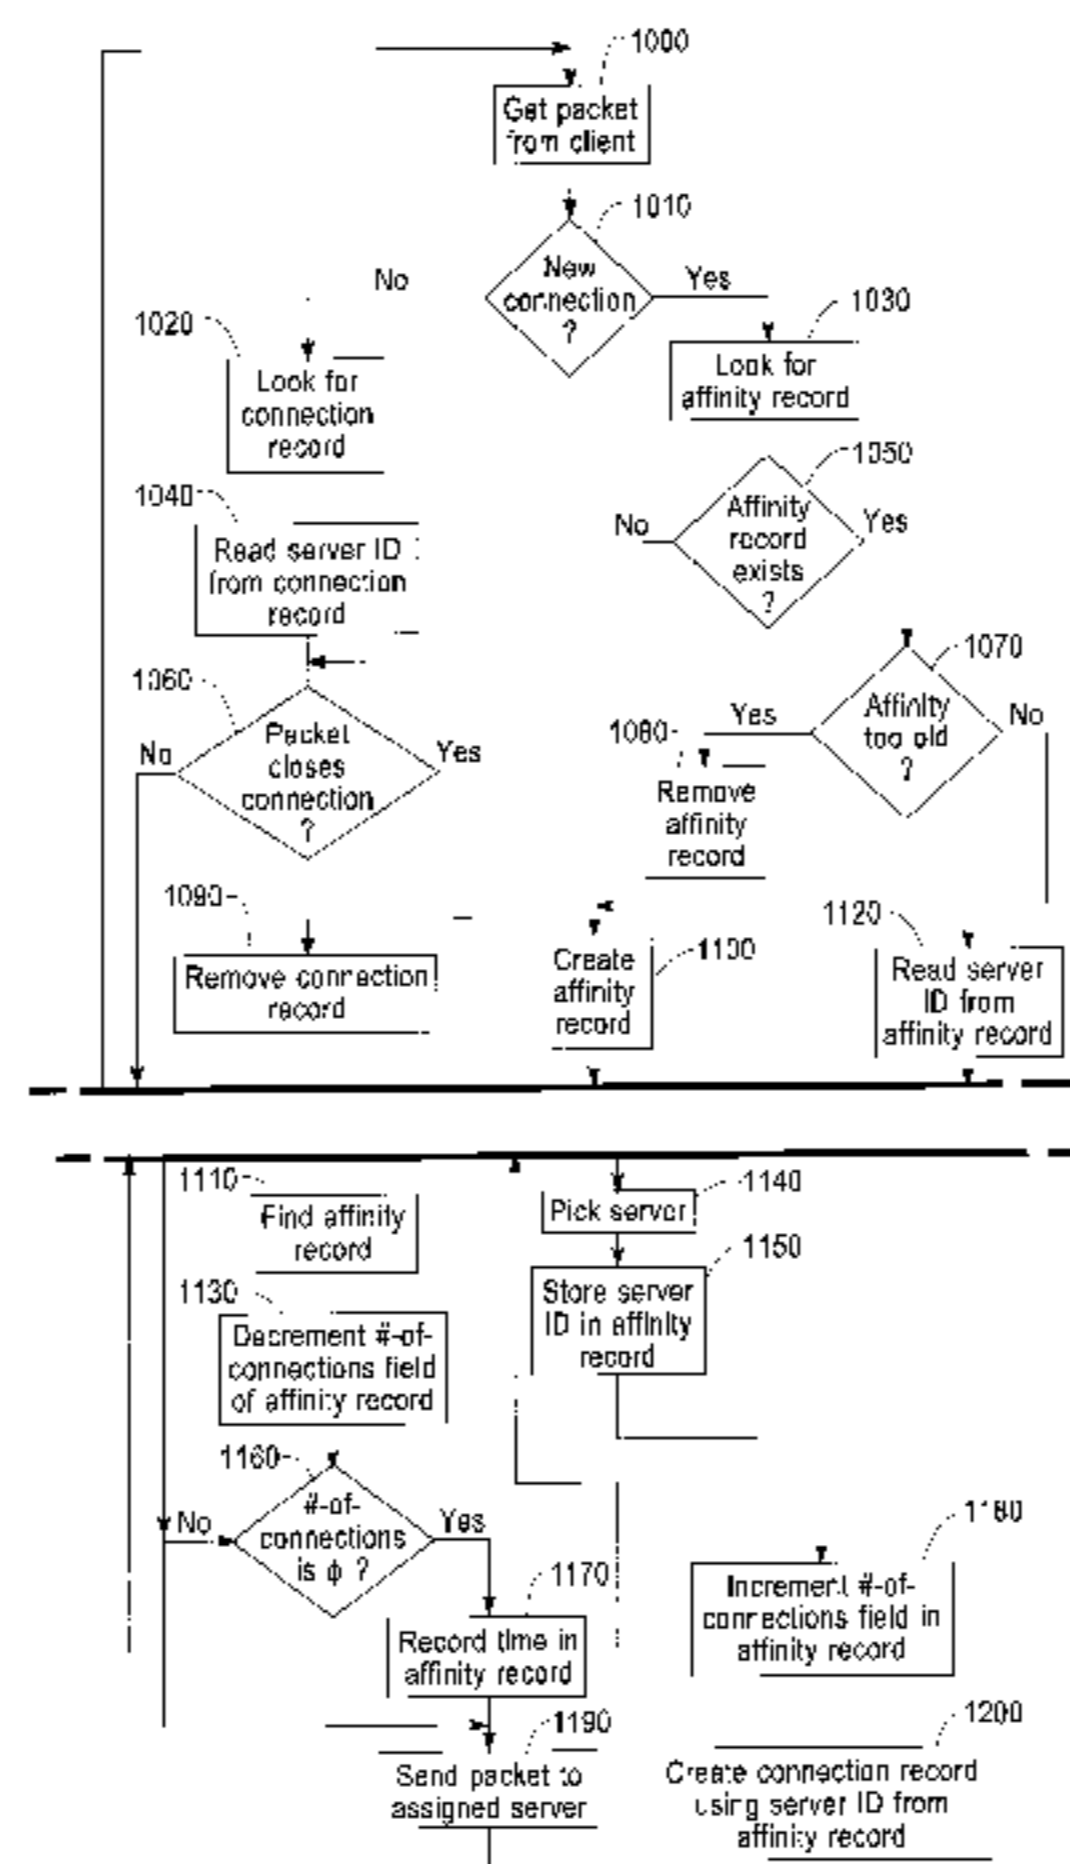 1000
Get packet
from client
1010
New
connection
?
No
Yes
1020
Look for
connection
record
1030
Look for
affinity record
1040
Read server ID
from connection
record
1050
Affinity
record
exists
?
No
Yes
1060
Packet
closes
connection
?
No
Yes
1070
Affinity
too old
?
Yes
No
1080
Remove
affinity
record
1090
Remove connection
record
1100
Create
affinity
record
1120
Read server
ID from
affinity record
1110
Find affinity
record
1140
Pick server
1130
Decrement #-of-
connections field
of affinity record
1150
Store server
ID in affinity
record
1160
#-of-
connections
is ϕ ?
No
Yes
1170
Record time in
affinity record
1180
Increment #-of-
connections field in
affinity record
1190
Send packet to
assigned server
1200
Create connection record
using server ID from
affinity record